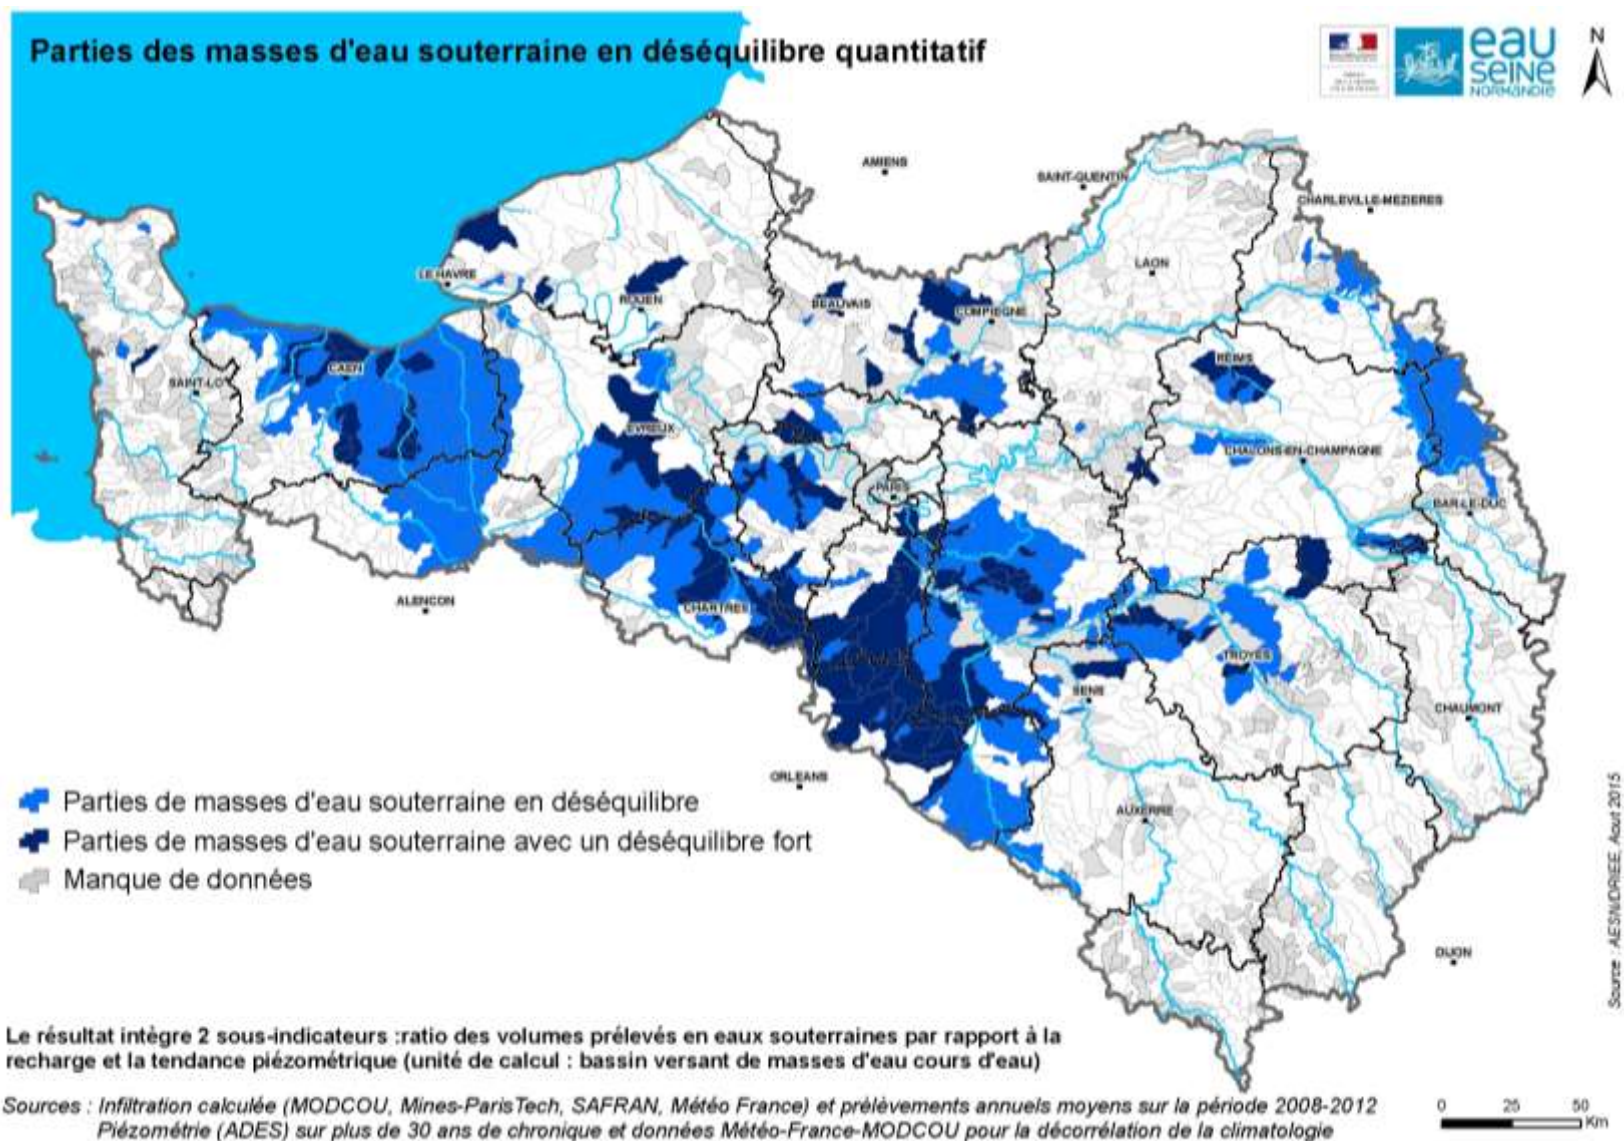 Parties des masses d'eau souterraine en déséquilibre quantitatif
eau
SEINE
NORMANDIE
N
AMIENS
SAINT-QUENTIN
CHARLEVILLE-MEZIERES
LAON
LE HAVRE
ROUEN
BEAUVAIS
COMPIEGNE
REIMS
CAEN
SAINT-LO
EVREUX
CHALONS-EN-CHAMPAGNE
PARIS
BAR-LE-DUC
ALENCON
CHARTRES
TROYES
SENS
CHAUMONT
ORLEANS
AUXERRE
DIJON
Parties de masses d'eau souterraine en déséquilibre
Parties de masses d'eau souterraine avec un déséquilibre fort
Manque de données
Source : AESN/DRIEE, Aout 2015
Le résultat intègre 2 sous-indicateurs :ratio des volumes prélevés en eaux souterraines par rapport à la
recharge et la tendance piézométrique (unité de calcul : bassin versant de masses d'eau cours d'eau)
Sources : Infiltration calculée (MODCOU, Mines-ParisTech, SAFRAN, Météo France) et prélèvements annuels moyens sur la période 2008-2012
Piézométrie (ADES) sur plus de 30 ans de chronique et données Météo-France-MODCOU pour la décorrélation de la climatologie
0 25 50
Km